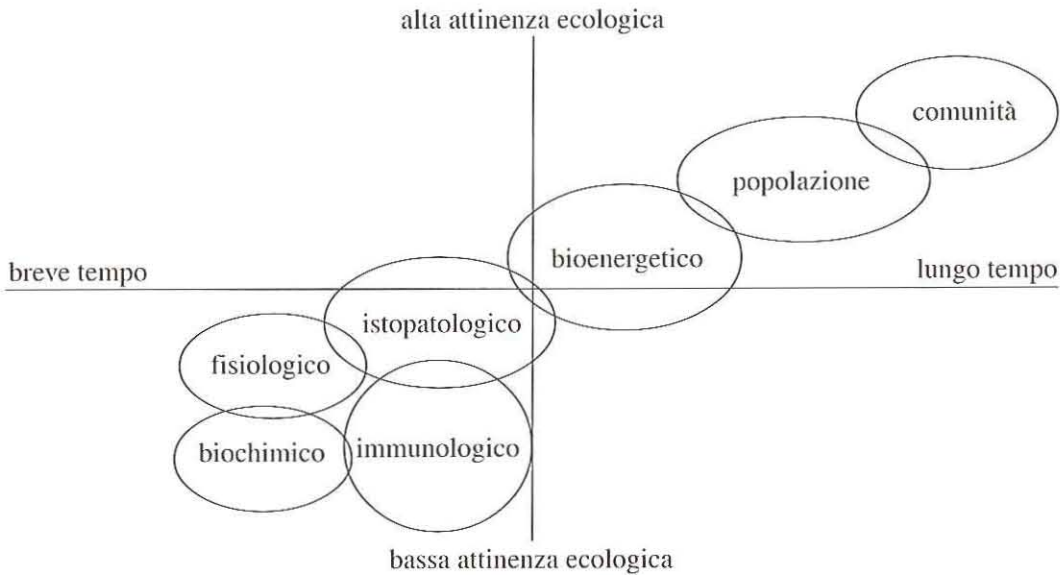 alta attinenza ecologica
comunità
popolazione
bioenergetico
breve tempo
lungo tempo
istopatologico
fisiologico
biochimico
immunologico
bassa attinenza ecologica